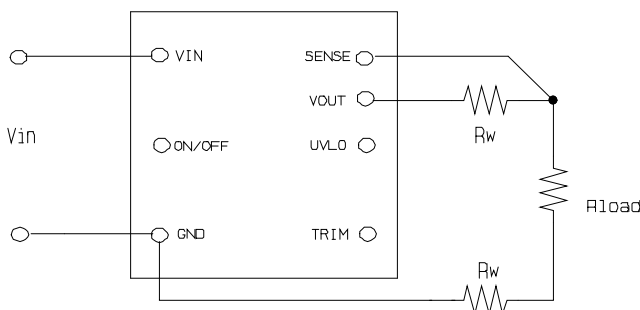 VIN
SENSE
VOUT
Rw
Vin
ON/OFF
UVLO
Rload
GND
TRIM
Rw